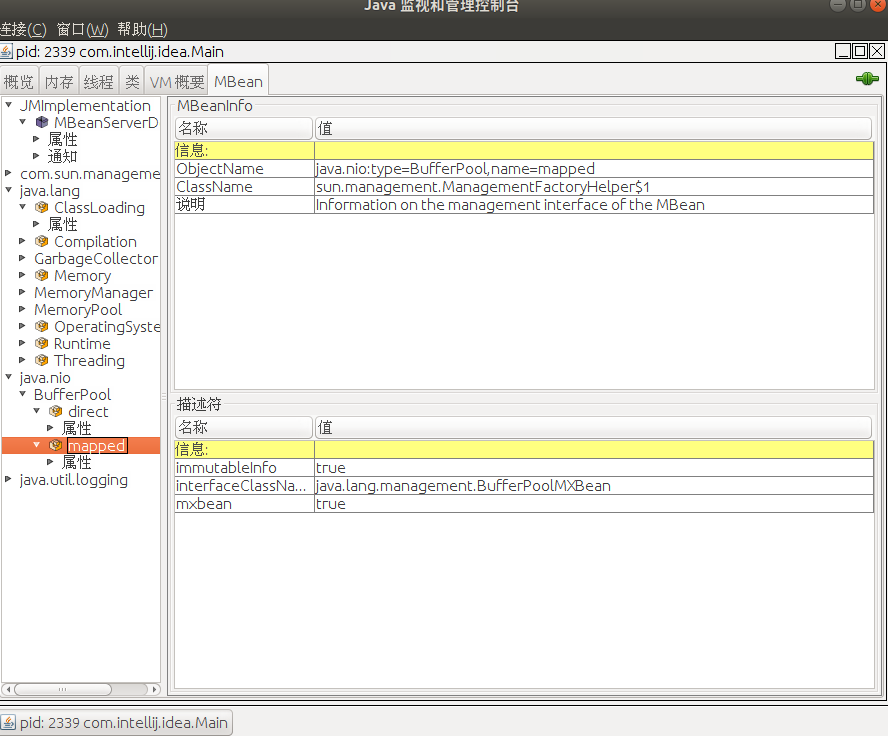 Java 监视和管理控制台
连接(C) 窗口(W) 帮助(H)
pid: 2339 com.intellij.idea.Main
概览 内存 线程 类 VM 概要 MBean
JMImplementation
MBeanServerD
属性
通知
com.sun.manageme
java.lang
ClassLoading
属性
Compilation
GarbageCollector
Memory
MemoryManager
MemoryPool
OperatingSyste
Runtime
Threading
java.nio
BufferPool
direct
属性
mapped
属性
java.util.logging
MBeanInfo
名称 值
信息:
ObjectName java.nio:type=BufferPool,name=mapped
ClassName sun.management.ManagementFactoryHelper$1
说明 Information on the management interface of the MBean
描述符
名称 值
信息:
immutableInfo true
interfaceClassNa... java.lang.management.BufferPoolMXBean
mxbean true
pid: 2339 com.intellij.idea.Main